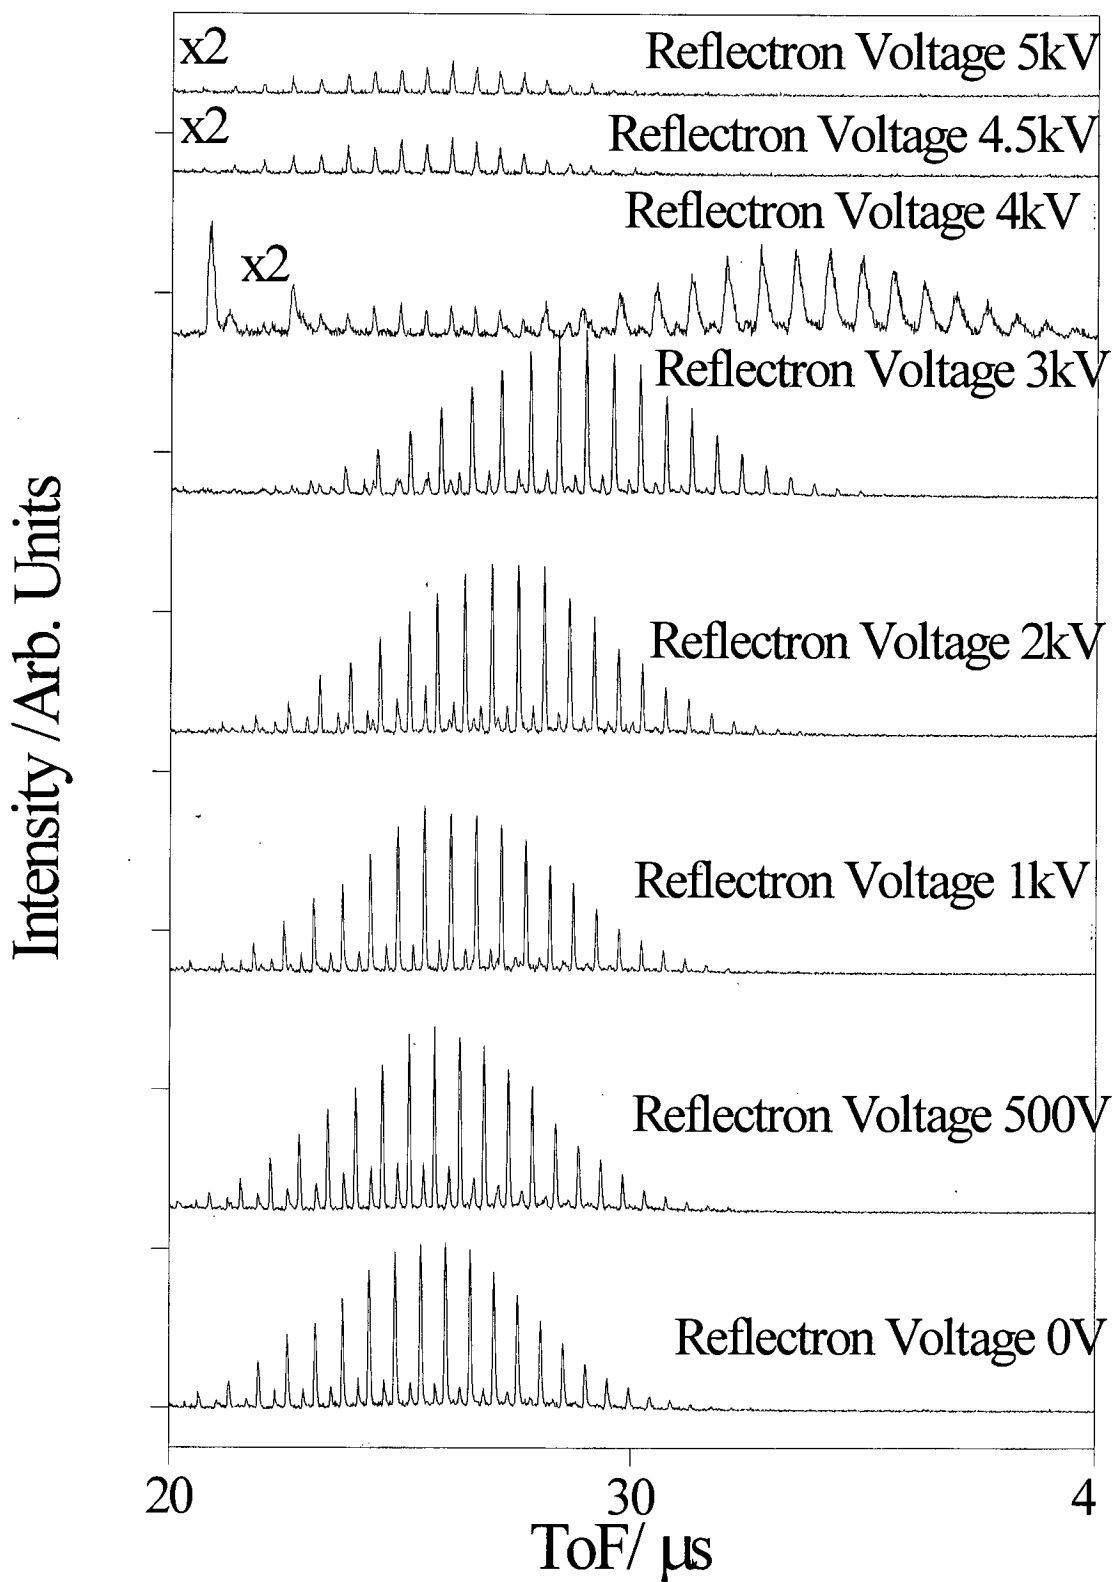 x2
Reflectron Voltage 5kV
x2
Reflectron Voltage 4.5kV
Reflectron Voltage 4kV
x2
Reflectron Voltage 3kV
Reflectron Voltage 2kV
Reflectron Voltage 1kV
Reflectron Voltage 500V
Reflectron Voltage 0V
Intensity /Arb. Units
20
30
4
ToF/ µs